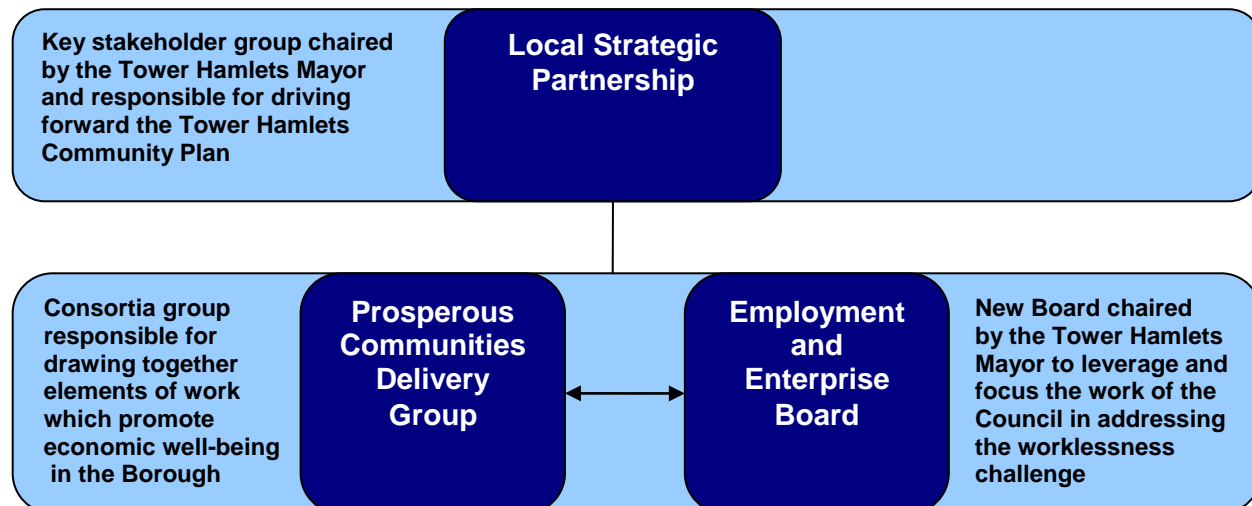 Key stakeholder group chaired
by the Tower Hamlets Mayor
and responsible for driving
forward the Tower Hamlets
Community Plan
Local Strategic
Partnership
Consortia group
responsible for
drawing together
elements of work
which promote
economic well-being
in the Borough
Prosperous
Communities
Delivery
Group
Employment
and
Enterprise
Board
New Board chaired
by the Tower Hamlets
Mayor to leverage and
focus the work of the
Council in addressing
the worklessness
challenge